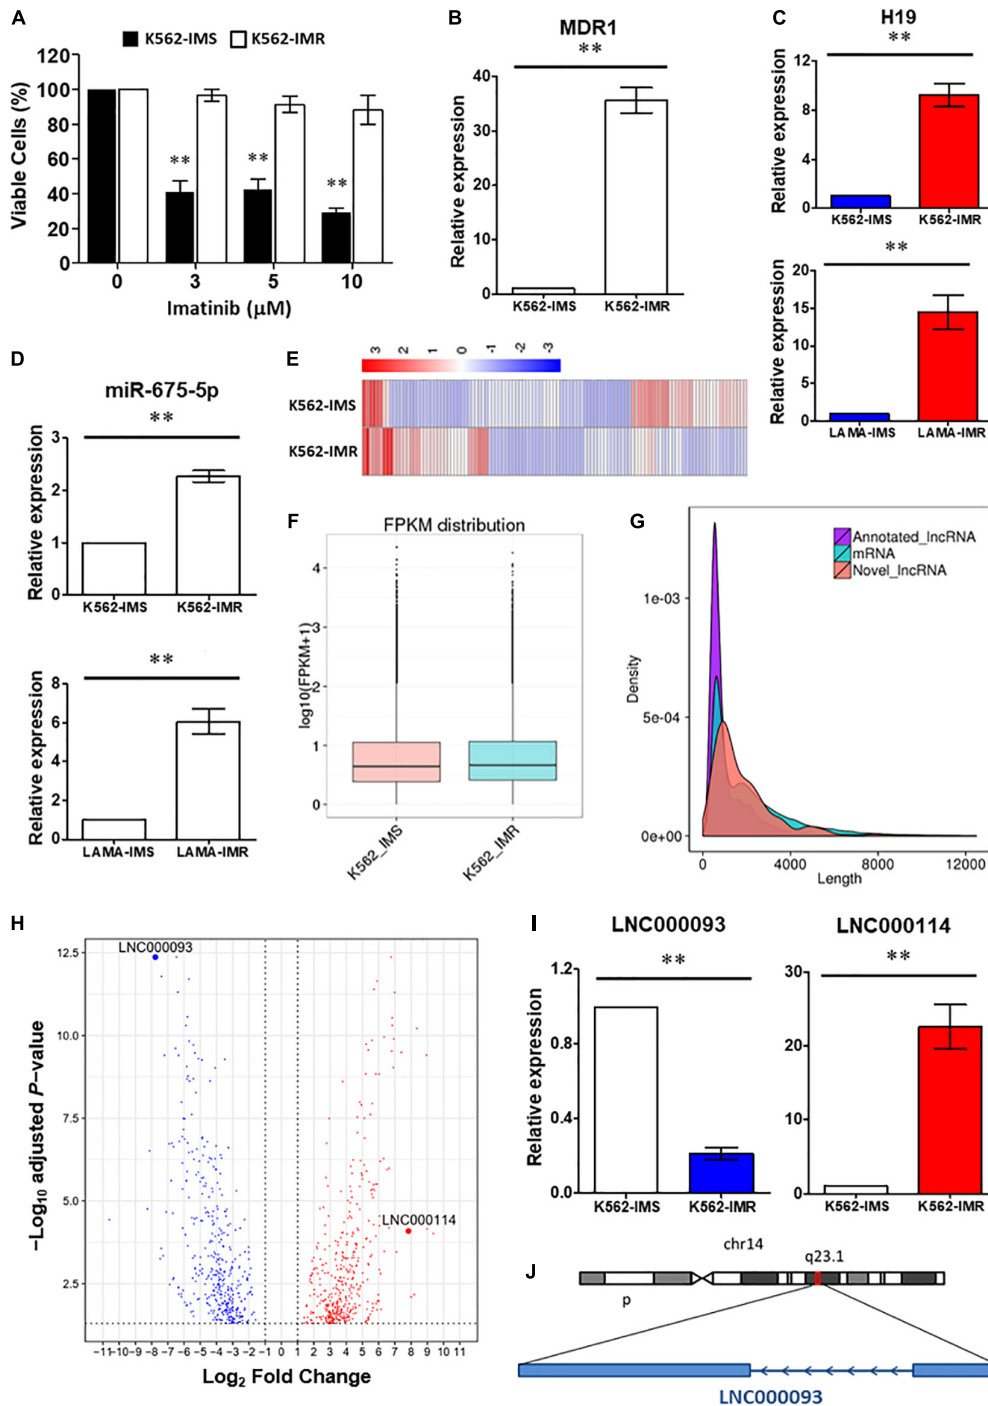 A
K562-IMS K562-IMR
Viable Cells (%)
120
100
80
60
40
20
0
** ** **
0 3 5 10
Imatinib (μM)
B
MDR1
**
Relative expression
40
30
20
10
0
K562-IMS K562-IMR
C
H19
**
Relative expression
12
8
4
0
K562-IMS K562-IMR
**
Relative expression
20
15
10
5
0
LAMA-IMS LAMA-IMR
D
miR-675-5p
**
Relative expression
3
2
1
0
K562-IMS K562-IMR
**
Relative expression
8
6
4
2
0
LAMA-IMS LAMA-IMR
E
3 2 1 0 -1 -2 -3
K562-IMS
K562-IMR
F
FPKM distribution
log10(FPKM+1)
4
3
2
1
0
K562_IMS K562_IMR
G
Annotated_lncRNA
mRNA
Novel_lncRNA
Density
1e-03
5e-04
0e+00
0 4000 8000 12000
Length
H
LNC000093
LNC000114
−Log10 adjusted P−value
12.5
10.0
7.5
5.0
2.5
−11−10−9 −8 −7 −6 −5 −4 −3 −2 −1 0 1 2 3 4 5 6 7 8 9 10 11
Log2 Fold Change
I
LNC000093
**
Relative expression
1.2
0.8
0.4
0.0
K562-IMS K562-IMR
LNC000114
**
30
20
10
0
K562-IMS K562-IMR
J
chr14
q23.1
p
LNC000093